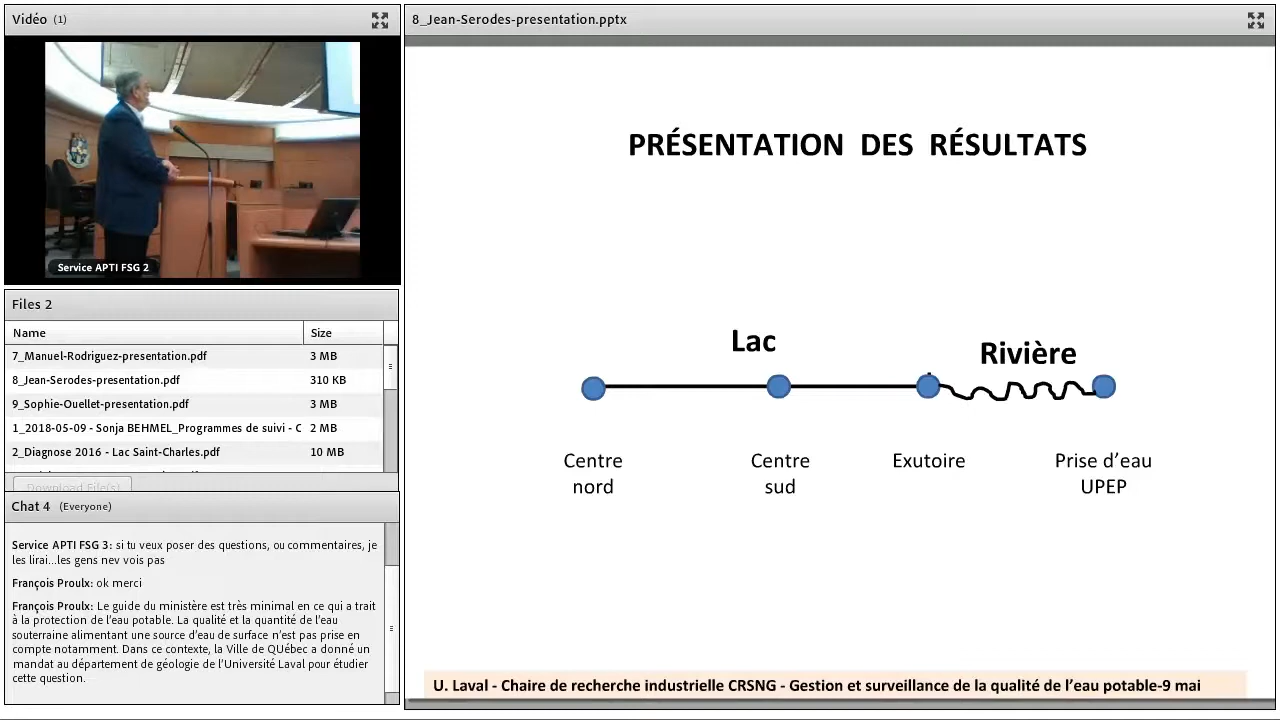 Vidéo (1)
Service APTI FSG 2
Files 2
Name Size
7_Manuel-Rodriguez-presentation.pdf 3 MB
8_Jean-Serodes-presentation.pdf 310 KB
9_Sophie-Ouellet-presentation.pdf 3 MB
1_2018-05-09 - Sonja BEHMEL_Programmes de suivi - C 2 MB
2_Diagnose 2016 - Lac Saint-Charles.pdf 10 MB
Download File(s)
Chat 4 (Everyone)
Service APTI FSG 3: si tu veux poser des questions, ou commentaires, je
les lirai...les gens nev vois pas
François Proulx: ok merci
François Proulx: Le guide du ministère est très minimal en ce qui a trait
à la protection de l'eau potable. La qualité et la quantité de l'eau
souterraine alimentant une source d'eau de surface n'est pas prise en
compte notamment. Dans ce contexte, la Ville de QUébec a donné un
mandat au département de géologie de l'Université Laval pour étudier
cette question.
8_Jean-Serodes-presentation.pptx
PRÉSENTATION DES RÉSULTATS
Lac
Rivière
Centre
nord
Centre
sud
Exutoire
Prise d'eau
UPEP
U. Laval - Chaire de recherche industrielle CRSNG - Gestion et surveillance de la qualité de l'eau potable-9 mai